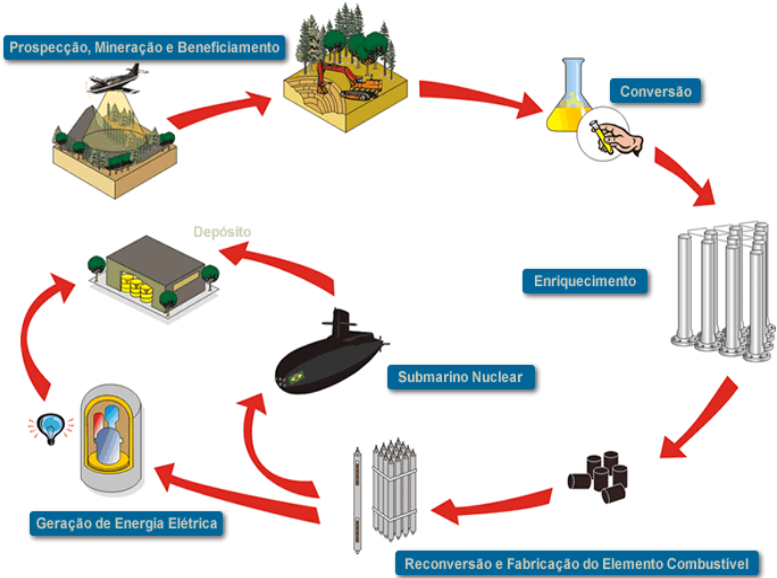 Prospecção, Mineração e Beneficiamento
Conversão
Depósito
Enriquecimento
Submarino Nuclear
Geração de Energia Elétrica
Reconversão e Fabricação do Elemento Combustível